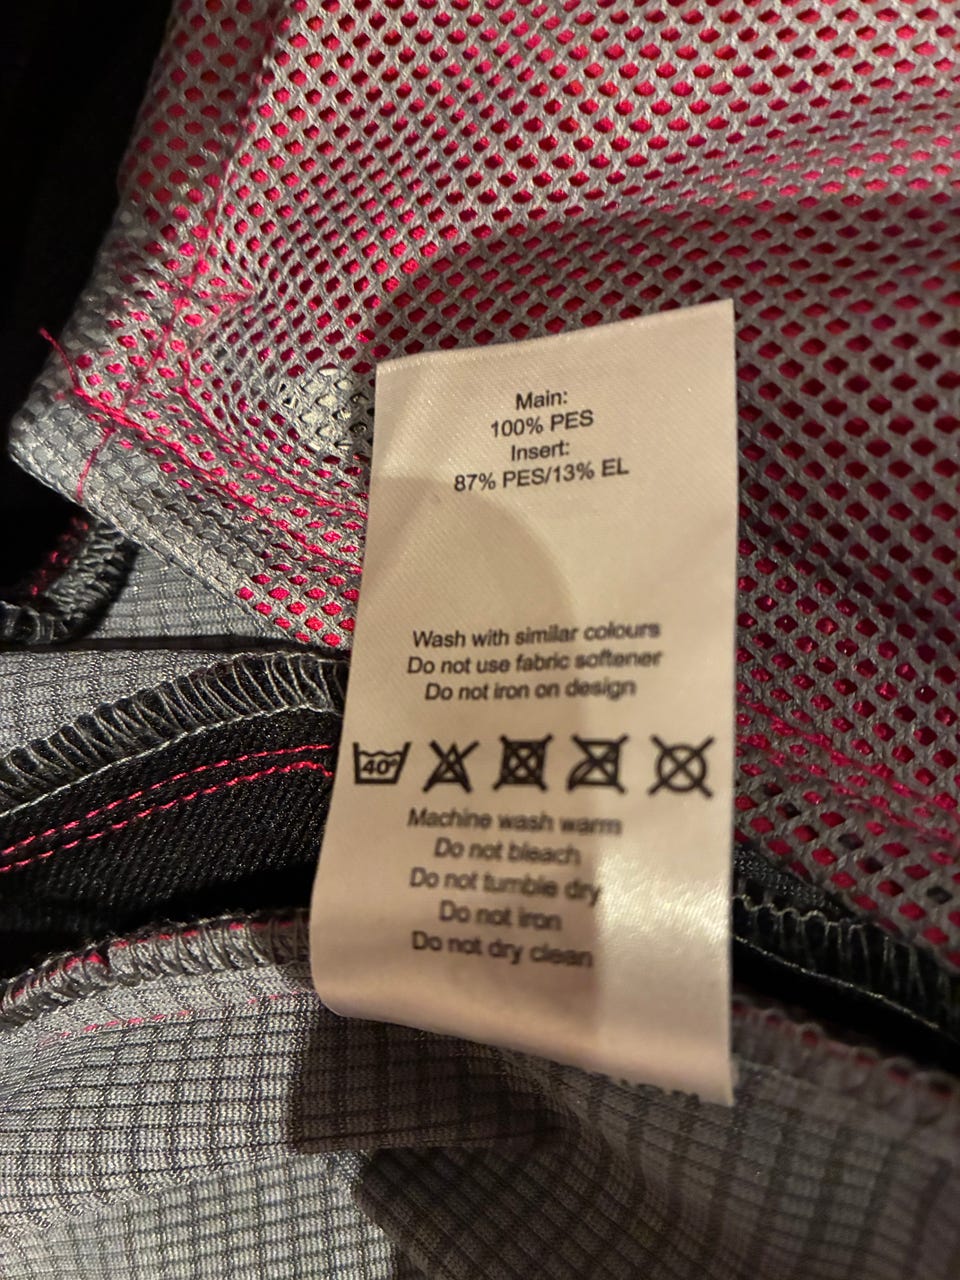 Main:
100% PES
Insert:
87% PES/13% EL
Wash with similar colours
Do not use fabric softener
Do not iron on design
40°
Machine wash warm
Do not bleach
Do not tumble dry
Do not iron
Do not dry clean